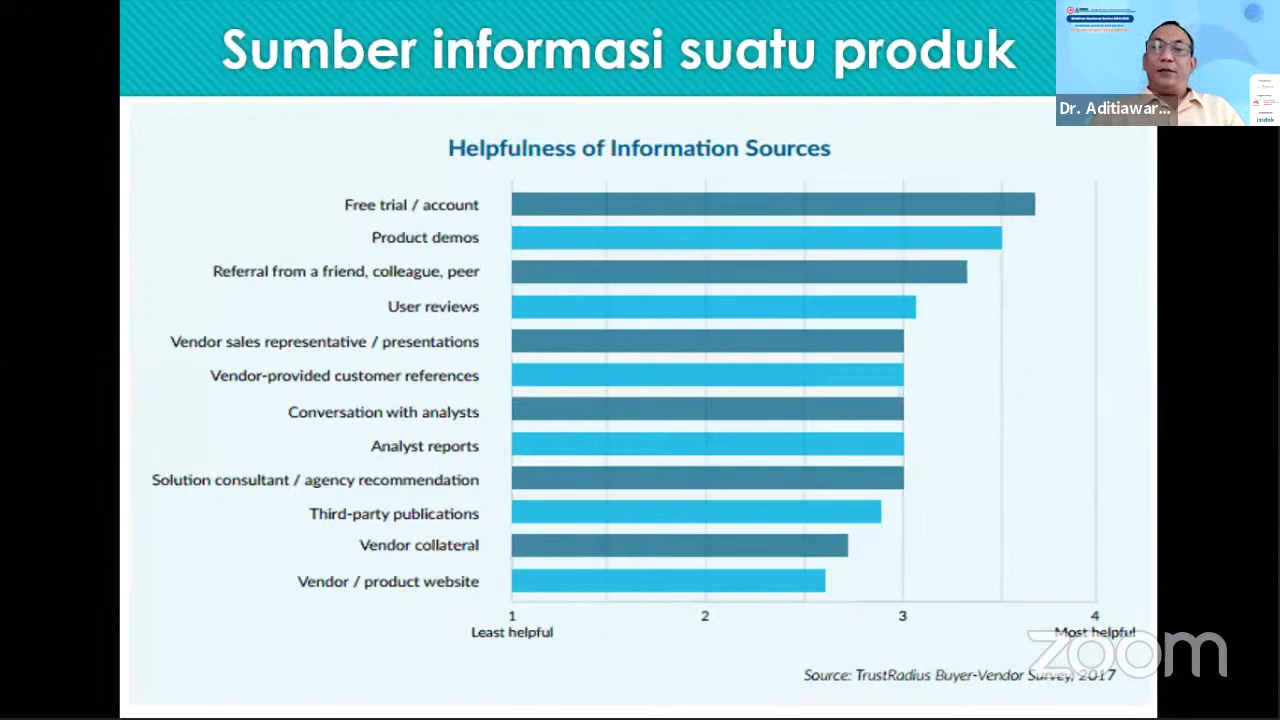 Sumber informasi suatu produk
Dr. Aditiawar...
izidok
Helpfulness of Information Sources
Free trial / account
Product demos
Referral from a friend, colleague, peer
User reviews
Vendor sales representative / presentations
Vendor-provided customer references
Conversation with analysts
Analyst reports
Solution consultant / agency recommendation
Third-party publications
Vendor collateral
Vendor / product website
1 2 3 4
Least helpful Most helpful
zoom
Source: TrustRadius Buyer-Vendor Survey, 2017